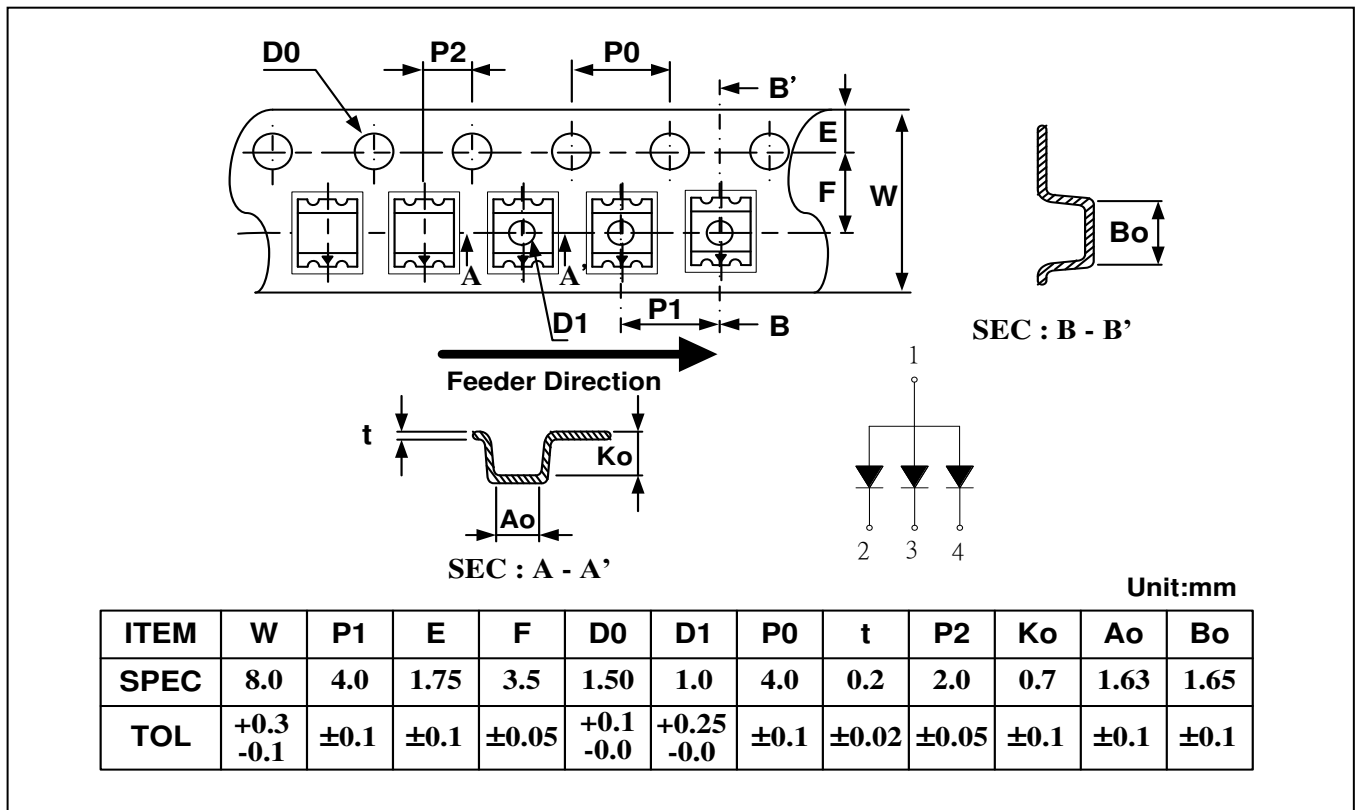 D0 P2 P0 B’
E
F W
Bo
A A’
P1
D1 B
SEC : B - B’
Feeder Direction
1
t
Ko
Ao
2 3 4
SEC : A - A’
Unit:mm
ITEM W P1 E F D0 D1 P0 t P2 Ko Ao Bo
SPEC 8.0 4.0 1.75 3.5 1.50 1.0 4.0 0.2 2.0 0.7 1.63 1.65
TOL +0.3 -0.1 ±0.1 ±0.1 ±0.05 +0.1 -0.0 +0.25 -0.0 ±0.1 ±0.02 ±0.05 ±0.1 ±0.1 ±0.1